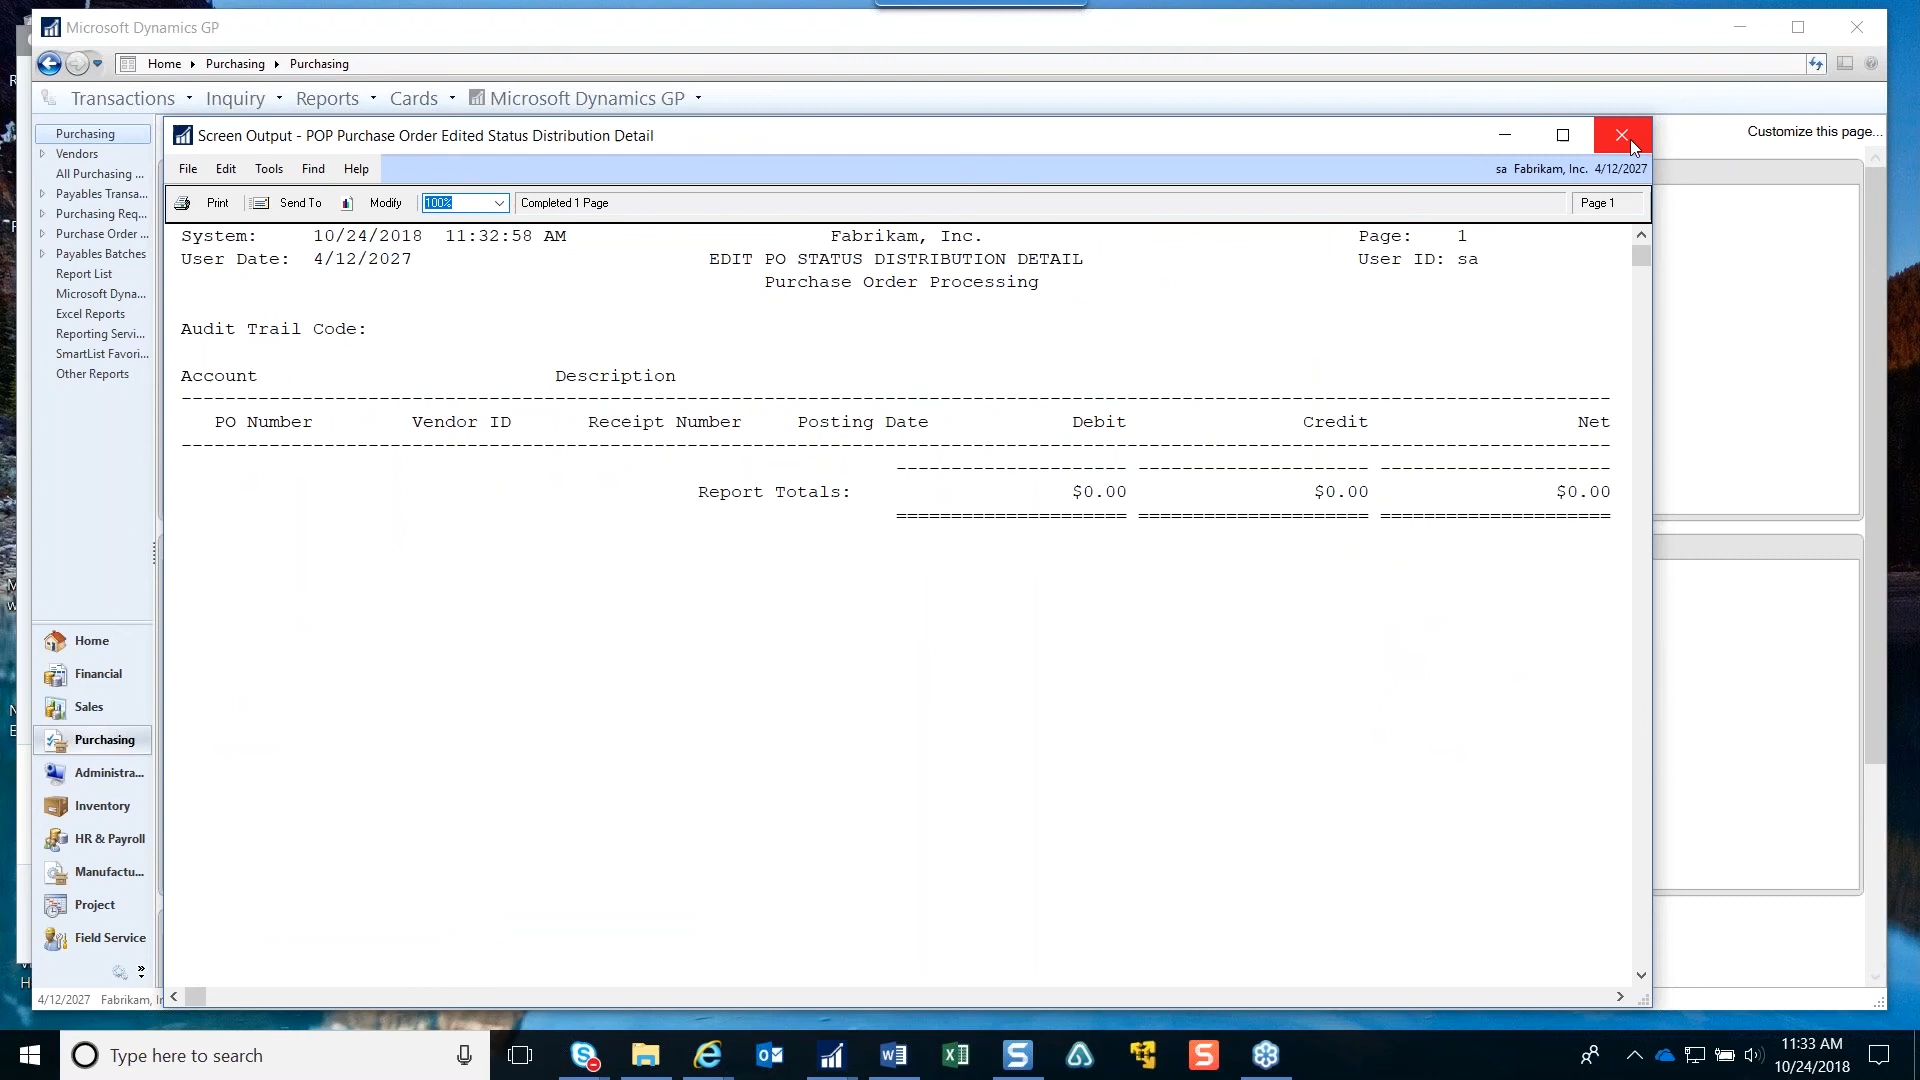 Microsoft Dynamics GP
Home Purchasing Purchasing
Transactions Inquiry Reports Cards Microsoft Dynamics GP
Customize this page...
Purchasing
Vendors
All Purchasing ...
Payables Transa...
Purchasing Req...
Purchase Order ...
Payables Batches
Report List
Microsoft Dyna...
Excel Reports
Reporting Servi...
SmartList Favori...
Other Reports
Home
Financial
Sales
Purchasing
Administra...
Inventory
HR & Payroll
Manufactu...
Project
Field Service
4/12/2027 Fabrikam, In
Screen Output - POP Purchase Order Edited Status Distribution Detail
File Edit Tools Find Help
sa Fabrikam, Inc. 4/12/2027
Print Send To Modify 100% Completed 1 Page Page 1
System: 10/24/2018 11:32:58 AM Fabrikam, Inc. Page: 1
User Date: 4/12/2027 EDIT PO STATUS DISTRIBUTION DETAIL User ID: sa
Purchase Order Processing
Audit Trail Code:
Account Description
PO Number Vendor ID Receipt Number Posting Date Debit Credit Net
Report Totals: $0.00 $0.00 $0.00
Type here to search
11:33 AM
10/24/2018